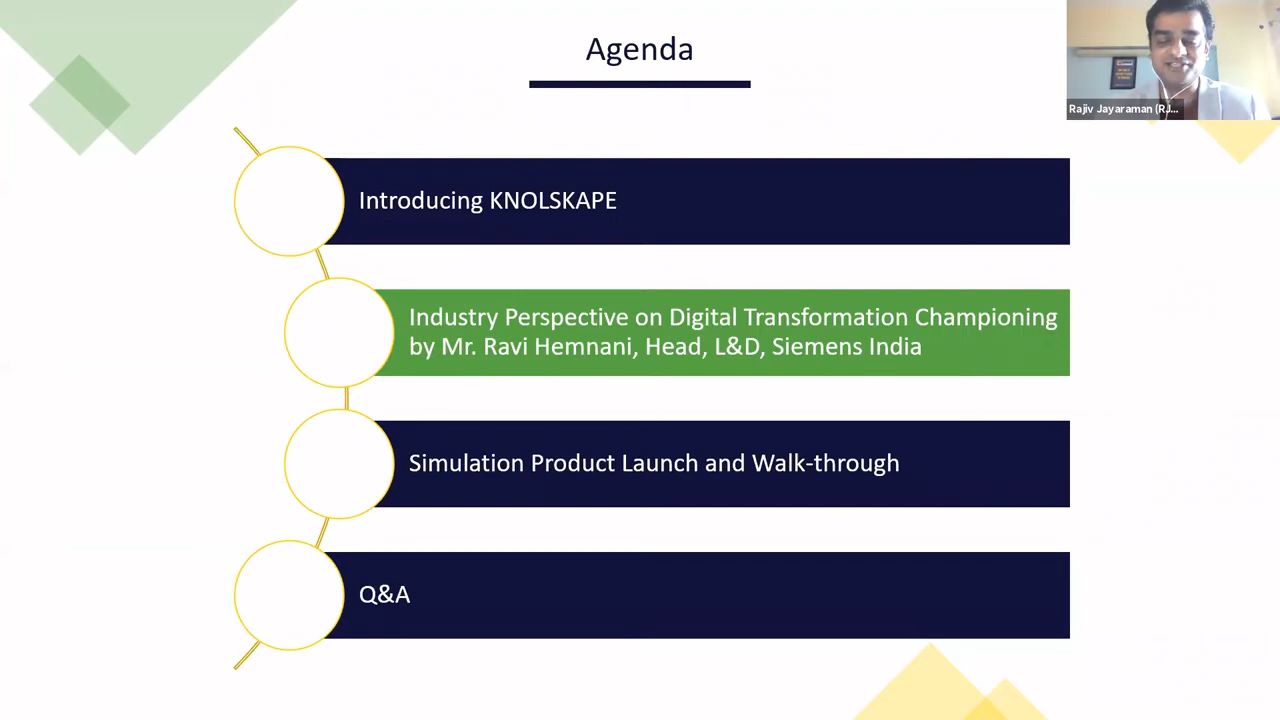 Agenda
Rajiv Jayaraman (RJ...
Introducing KNOLSKAPE
Industry Perspective on Digital Transformation Championing
by Mr. Ravi Hemnani, Head, L&D, Siemens India
Simulation Product Launch and Walk-through
Q&A